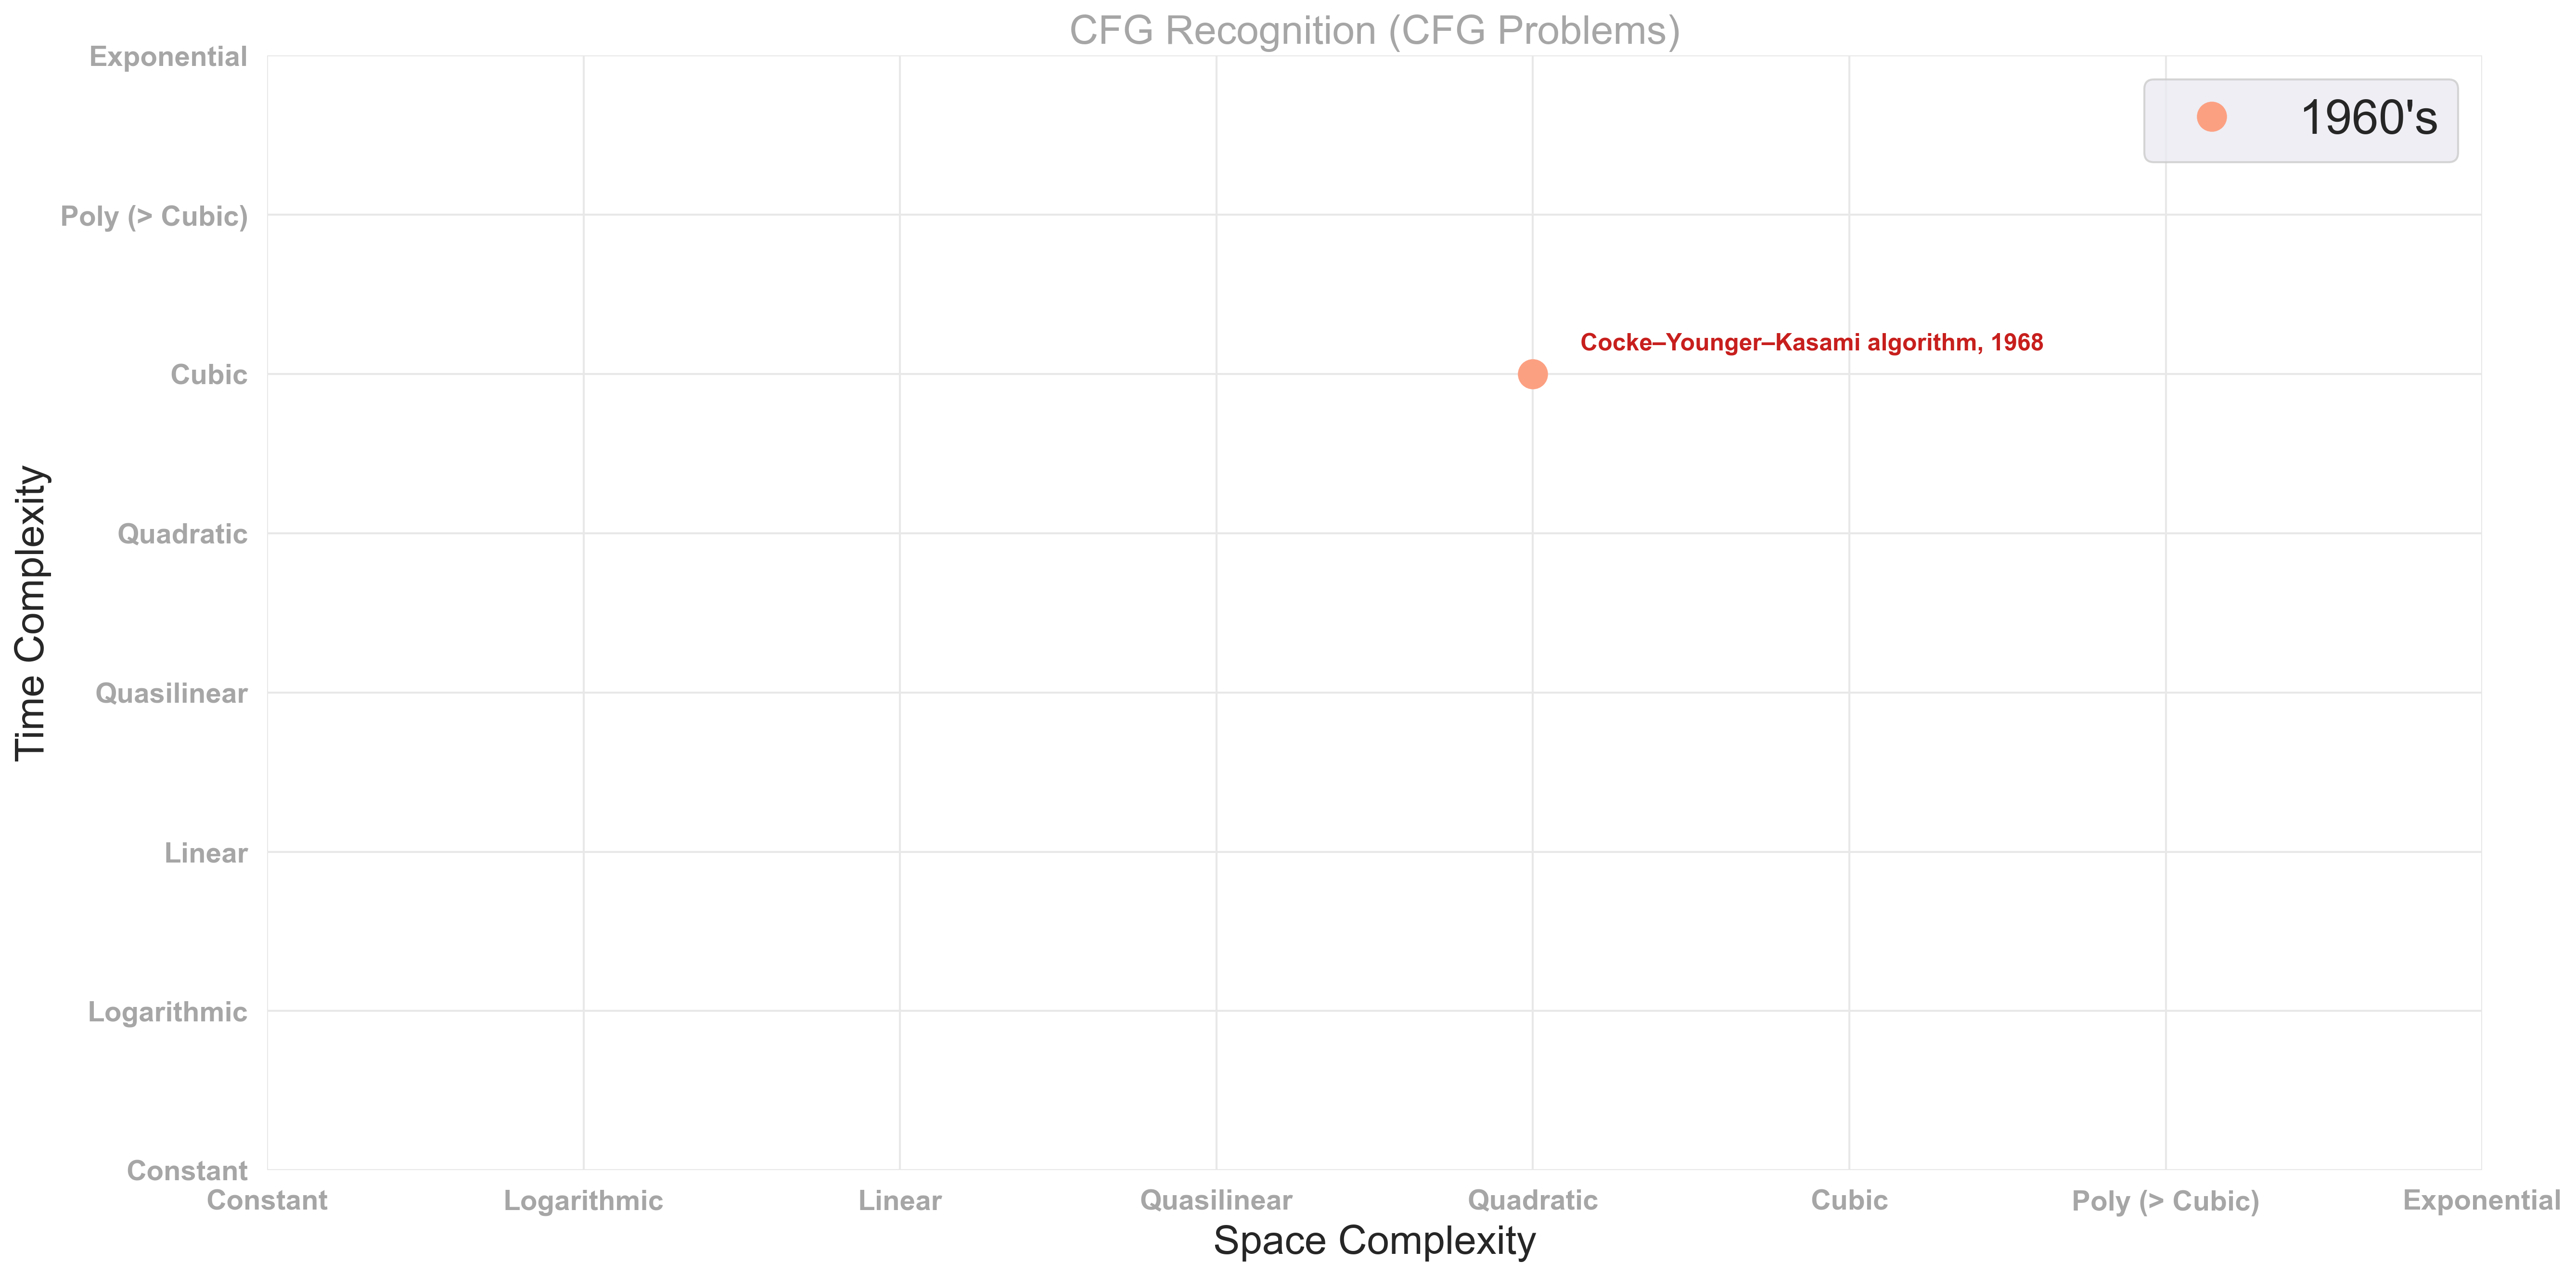 CFG Recognition (CFG Problems)
Exponential
Poly (> Cubic)
Cubic
Quadratic
Quasilinear
Linear
Logarithmic
Constant
Time Complexity
1960's
Cocke–Younger–Kasami algorithm, 1968
Constant Logarithmic Linear Quasilinear Quadratic Cubic Poly (> Cubic) Exponential
Space Complexity